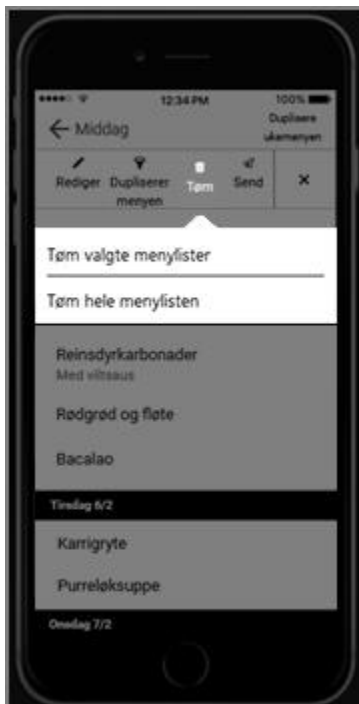 12:34 PM 100%
Middag
Duplisere
ukemenyen
Rediger Dupliserer Tøm Send ×
menyen
Tøm valgte menylister
Tøm hele menylisten
Reinsdyrkarbonader
Med viltsaus
Rødgrød og fløte
Bacalao
Tirsdag 6/2
Karrigryte
Purreløksuppe
Onsdag 7/2